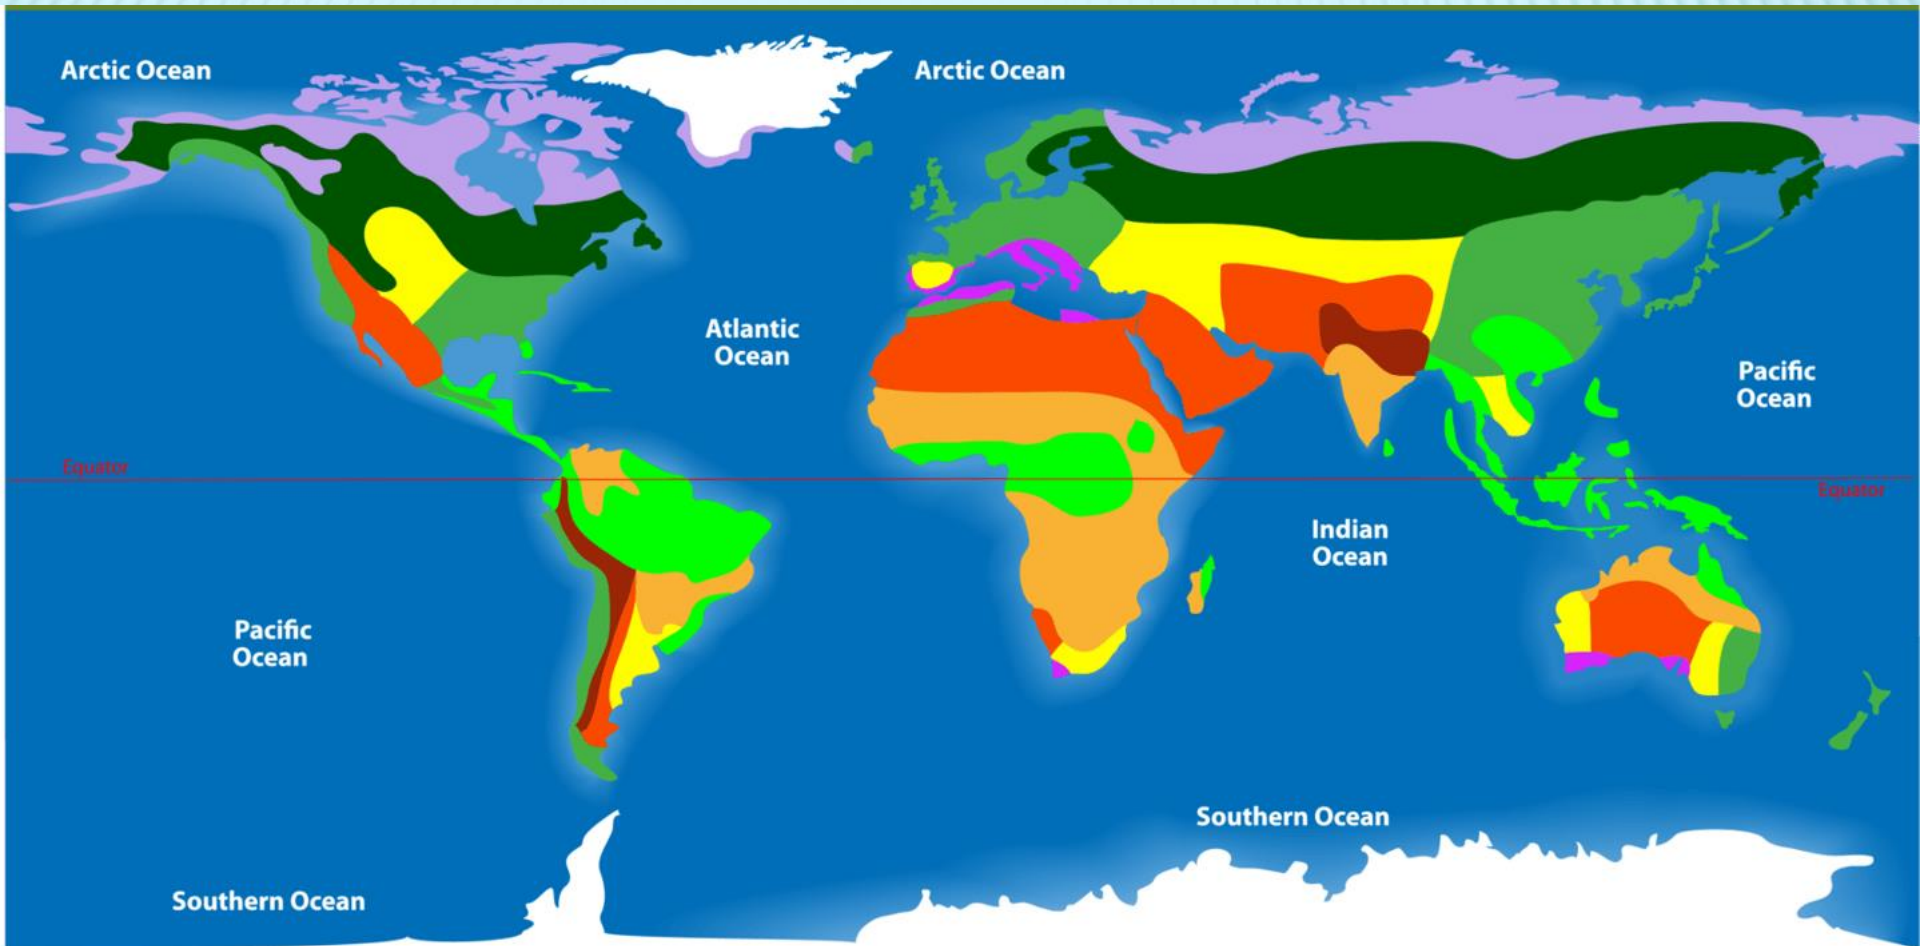 Arctic Ocean
Arctic Ocean
Atlantic
Ocean
Pacific
Ocean
Equator
Equator
Indian
Ocean
Pacific
Ocean
Southern Ocean
Southern Ocean